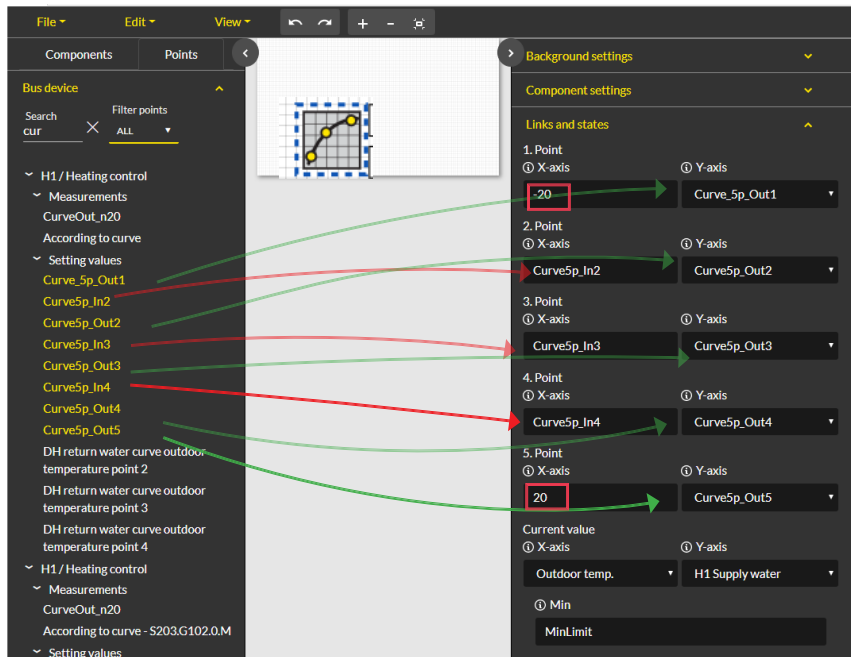 File Edit View
Components Points
Bus device
Search
cur
Filter points
ALL
H1 / Heating control
Measurements
CurveOut_n20
According to curve
Setting values
Curve_5p_Out1
Curve5p_In2
Curve5p_Out2
Curve5p_In3
Curve5p_Out3
Curve5p_In4
Curve5p_Out4
Curve5p_Out5
DH return water curve outdoor
temperature point 2
DH return water curve outdoor
temperature point 3
DH return water curve outdoor
temperature point 4
H1 / Heating control
Measurements
CurveOut_n20
According to curve - S203.G102.0.M
Setting values
Background settings
Component settings
Links and states
1. Point
X-axis Y-axis
-20 Curve_5p_Out1
2. Point
X-axis Y-axis
Curve5p_In2 Curve5p_Out2
3. Point
X-axis Y-axis
Curve5p_In3 Curve5p_Out3
4. Point
X-axis Y-axis
Curve5p_In4 Curve5p_Out4
5. Point
X-axis Y-axis
20 Curve5p_Out5
Current value
X-axis Y-axis
Outdoor temp. H1 Supply water
Min
MinLimit